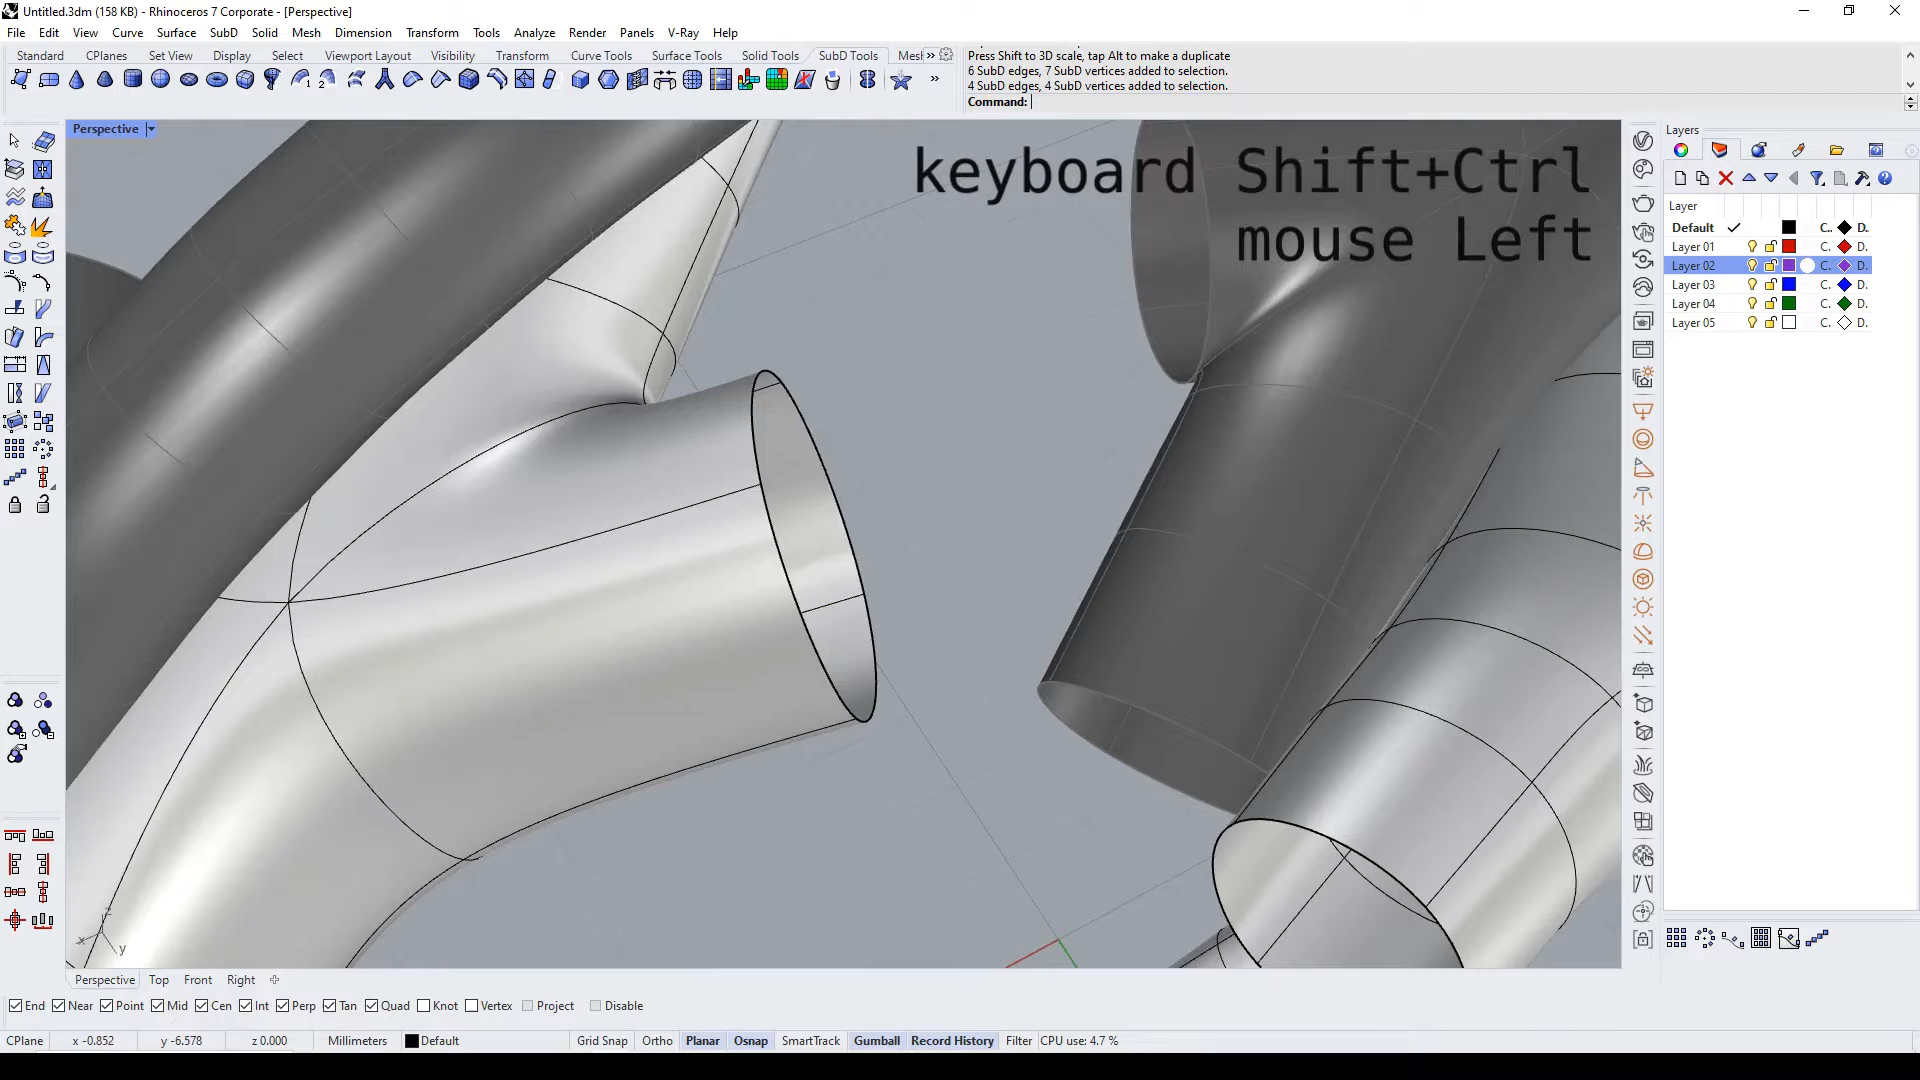 Untitled.3dm (158 KB) - Rhinoceros 7 Corporate - [Perspective]
File Edit View Curve Surface SubD Solid Mesh Dimension Transform Tools Analyze Render Panels V-Ray Help
Standard CPlanes Set View Display Select Viewport Layout Visibility Transform Curve Tools Surface Tools Solid Tools SubD Tools Mesh »
Press Shift to 3D scale, tap Alt to make a duplicate
6 SubD edges, 7 SubD vertices added to selection.
4 SubD edges, 4 SubD vertices added to selection.
Command:
Perspective
keyboard Shift+Ctrl
mouse Left
Layers
Layer
Default C.. D.
Layer 01 C. D.
Layer 02 C. D.
Layer 03 C. D.
Layer 04 C. D.
Layer 05 C. D.
z
x
y
Perspective Top Front Right
End Near Point Mid Cen Int Perp Tan Quad Knot Vertex Project Disable
CPlane x -0.852 y -6.578 z 0.000 Millimeters Default Grid Snap Ortho Planar Osnap SmartTrack Gumball Record History Filter CPU use: 4.7 %